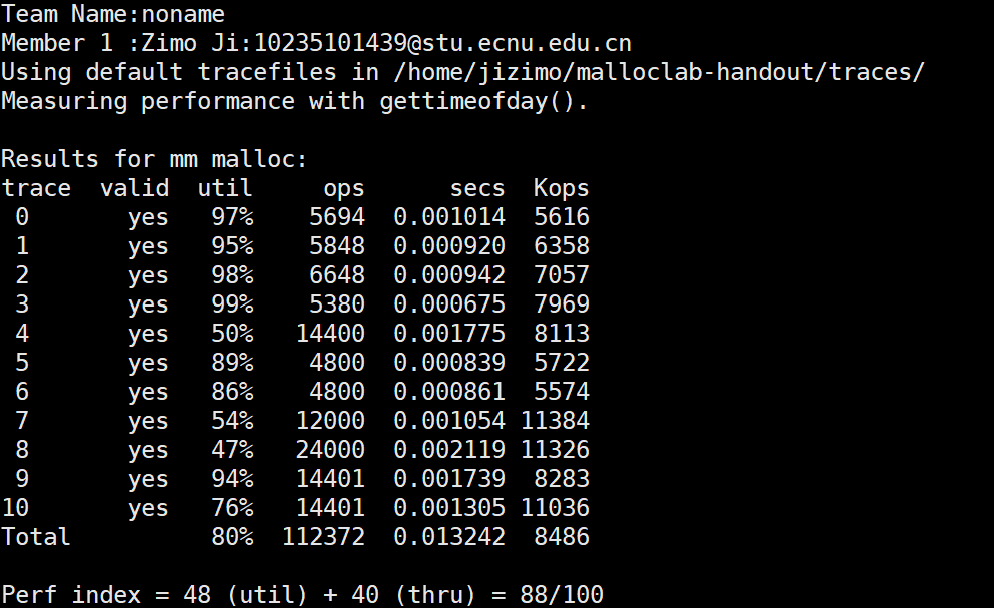 Team Name:noname
Member 1 :Zimo Ji:10235101439@stu.ecnu.edu.cn
Using default tracefiles in /home/jizimo/malloclab-handout/traces/
Measuring performance with gettimeofday().

Results for mm malloc:
trace  valid  util     ops      secs  Kops
 0       yes   97%    5694  0.001014  5616
 1       yes   95%    5848  0.000920  6358
 2       yes   98%    6648  0.000942  7057
 3       yes   99%    5380  0.000675  7969
 4       yes   50%   14400  0.001775  8113
 5       yes   89%    4800  0.000839  5722
 6       yes   86%    4800  0.000861  5574
 7       yes   54%   12000  0.001054 11384
 8       yes   47%   24000  0.002119 11326
 9       yes   94%   14401  0.001739  8283
10       yes   76%   14401  0.001305 11036
Total          80%  112372  0.013242  8486

Perf index = 48 (util) + 40 (thru) = 88/100